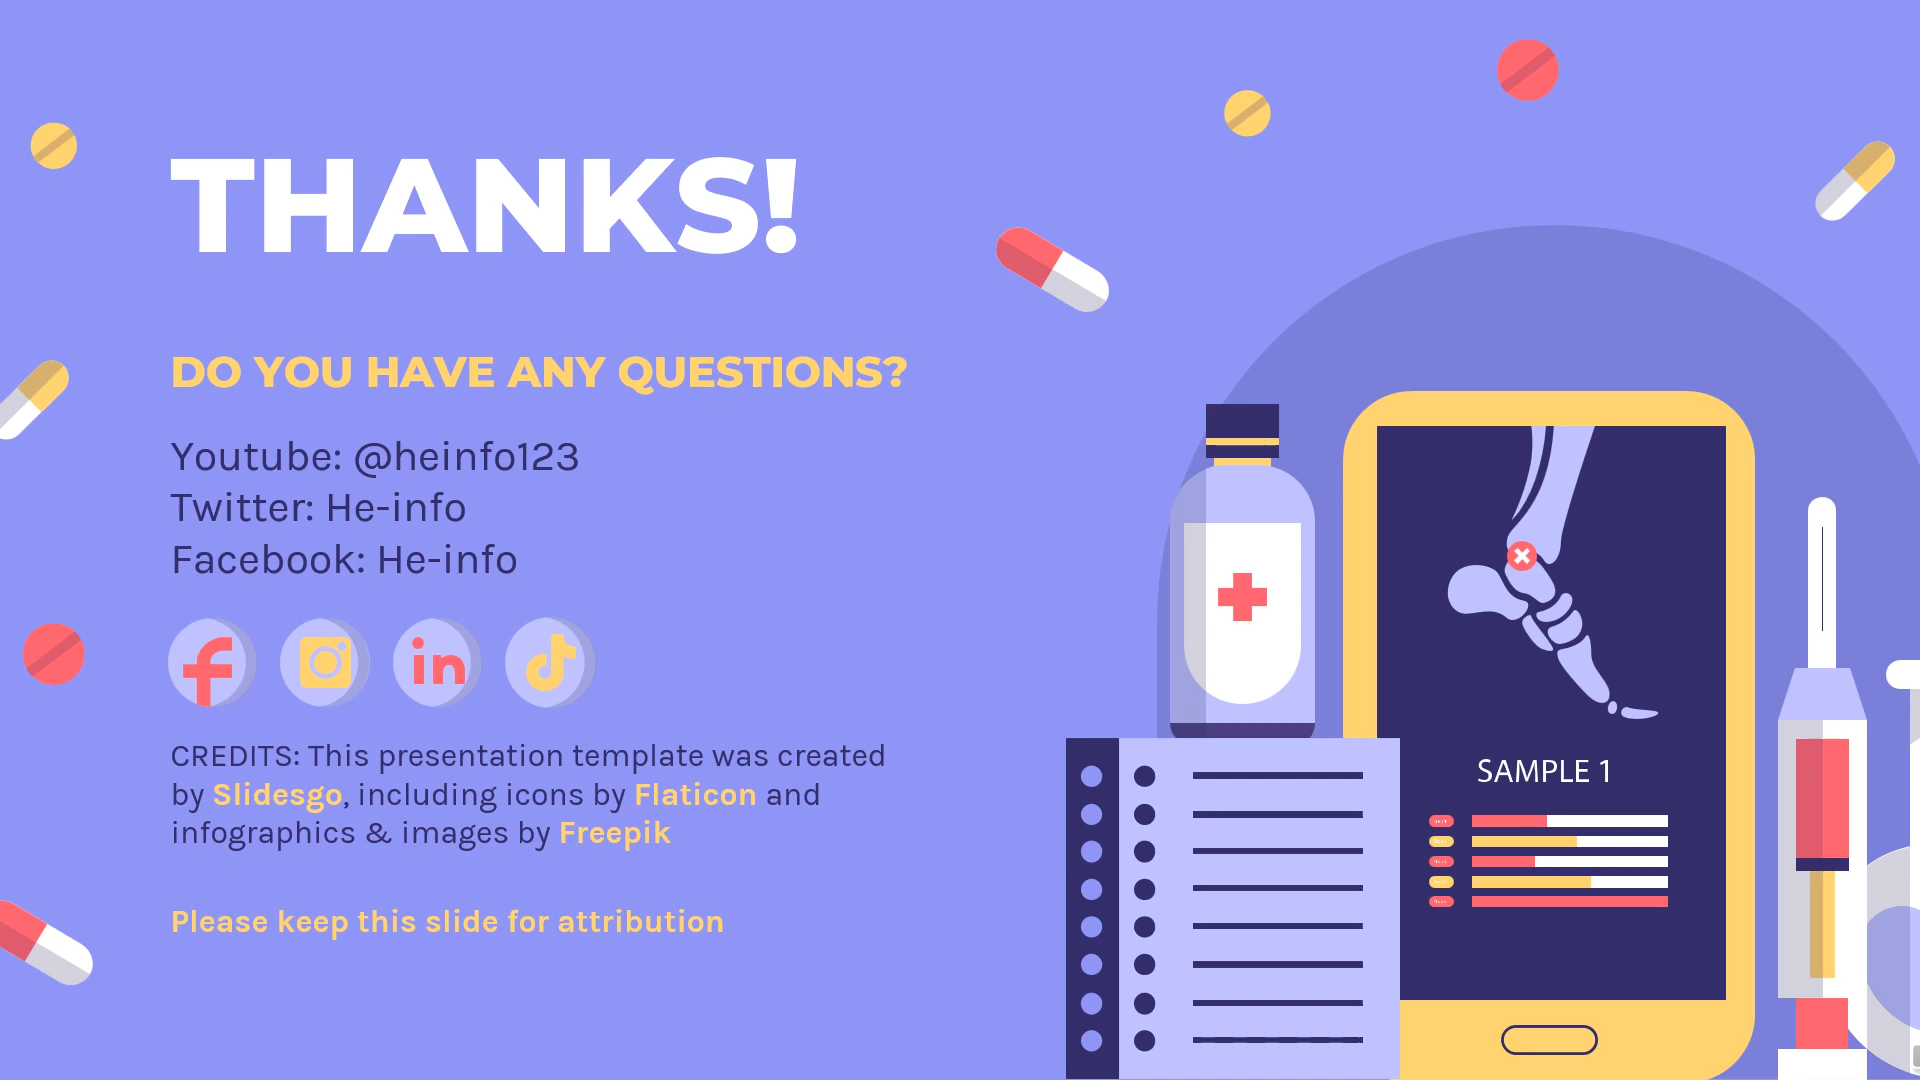 THANKS!
DO YOU HAVE ANY QUESTIONS?
Youtube: @heinfo123
Twitter: He-info
Facebook: He-info
CREDITS: This presentation template was created
by Slidesgo, including icons by Flaticon and
infographics & images by Freepik
Please keep this slide for attribution
SAMPLE 1